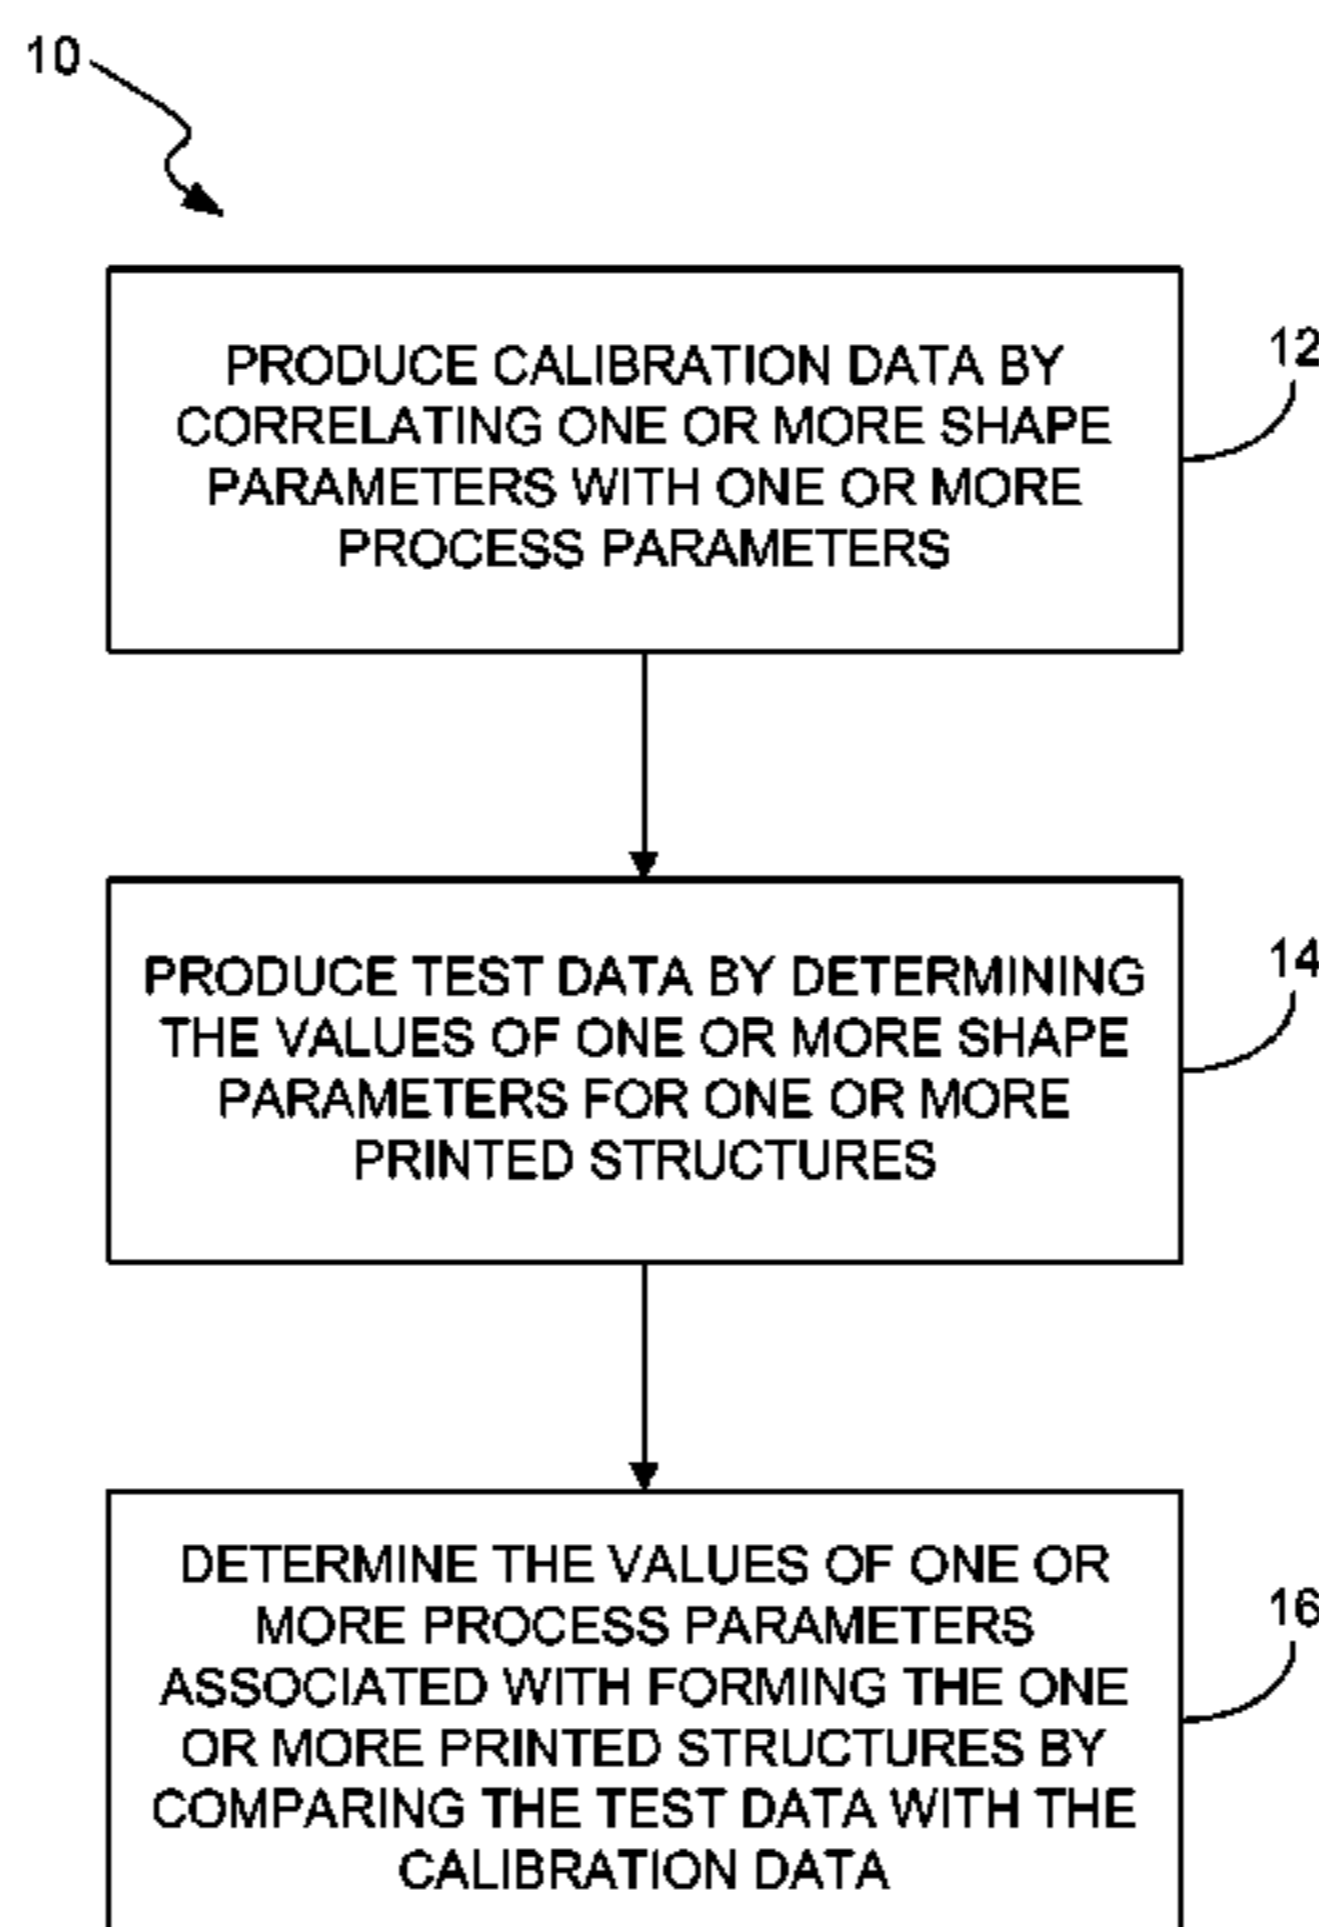 10
PRODUCE CALIBRATION DATA BY
CORRELATING ONE OR MORE SHAPE
PARAMETERS WITH ONE OR MORE
PROCESS PARAMETERS
12
PRODUCE TEST DATA BY DETERMINING
THE VALUES OF ONE OR MORE SHAPE
PARAMETERS FOR ONE OR MORE
PRINTED STRUCTURES
14
DETERMINE THE VALUES OF ONE OR
MORE PROCESS PARAMETERS
ASSOCIATED WITH FORMING THE ONE
OR MORE PRINTED STRUCTURES BY
COMPARING THE TEST DATA WITH THE
CALIBRATION DATA
16